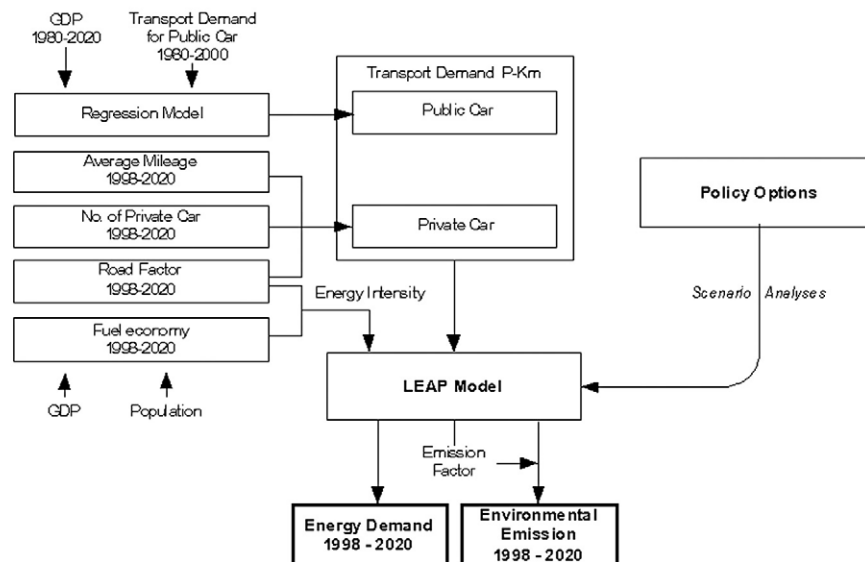 GDP
1980-2020
Transport Demand
for Public Car
1980-2000
Transport Demand P-Km
Regression Model
Public Car
Average Mileage
1998-2020
Policy Options
No. of Private Car
1998-2020
Private Car
Road Factor
1998-2020
Energy Intensity
Scenario Analyses
Fuel economy
1998-2020
LEAP Model
GDP
Population
Emission
Factor
Energy Demand
1998 - 2020
Environmental
Emission
1998 - 2020